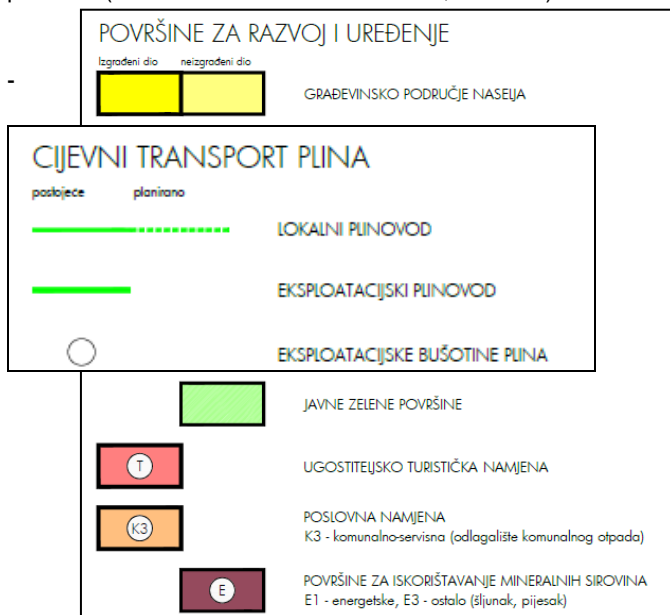 POVRŠINE ZA RAZVOJ I UREĐENJE
Izgrađeni dio neizgrađeni dio
-
GRAĐEVINSKO PODRUČJE NASELJA
CIJEVNI TRANSPORT PLINA
postojeće planirano
LOKALNI PLINOVOD
EKSPLOATACIJSKI PLINOVOD
EKSPLOATACIJSKE BUŠOTINE PLINA
JAVNE ZELENE POVRŠINE
T
UGOSTITELJSKO TURISTIČKA NAMJENA
K3
POSLOVNA NAMJENA
K3 - komunalno-servisna (odlagalište komunalnog otpada)
E
POVRŠINE ZA ISKORIŠTAVANJE MINERALNIH SIROVINA
E1 - energetske, E3 - ostalo (šljunak, pijesak)